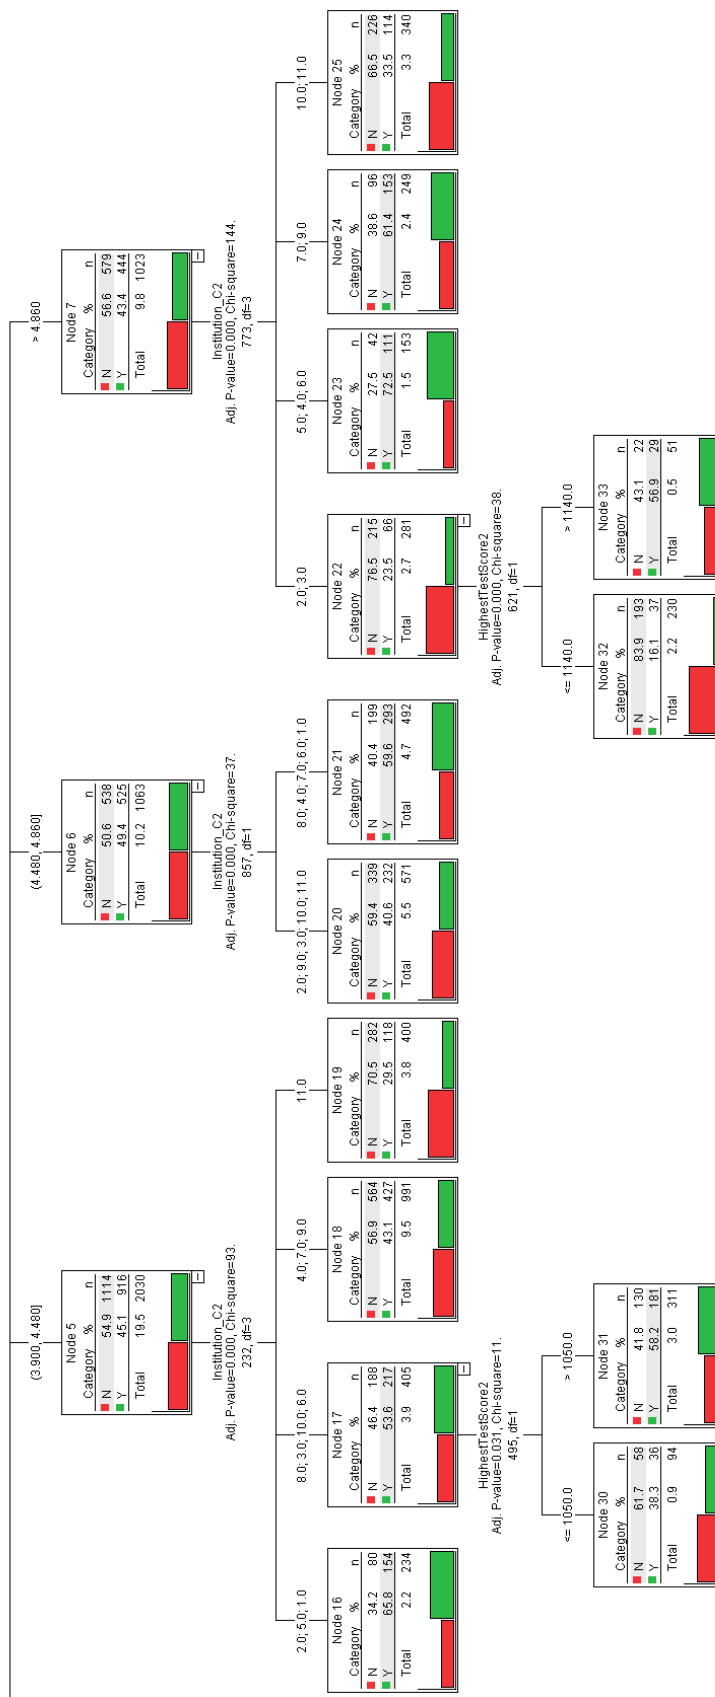 (3.900, 4.480]
(4.480, 4.860]
> 4.860
Node 5
Category % n
N 54.9 1114
Y 45.1 916
Total 19.5 2030
Node 6
Category % n
N 50.6 538
Y 49.4 525
Total 10.2 1063
Node 7
Category % n
N 56.6 579
Y 43.4 444
Total 9.8 1023
Institution_C2
Adj. P-value=0.000, Chi-square=93.
232, df=3
Institution_C2
Adj. P-value=0.000, Chi-square=37.
857, df=1
Institution_C2
Adj. P-value=0.000, Chi-square=144.
773, df=3
2.0; 5.0; 1.0
8.0; 3.0; 10.0; 6.0
4.0; 7.0; 9.0
11.0
2.0; 9.0; 3.0; 10.0; 11.0
8.0; 4.0; 7.0; 6.0; 1.0
2.0; 3.0
5.0; 4.0; 6.0
7.0; 9.0
10.0; 11.0
Node 16
Category % n
N 34.2 80
Y 65.8 154
Total 2.2 234
Node 17
Category % n
N 46.4 188
Y 53.6 217
Total 3.9 405
Node 18
Category % n
N 56.9 564
Y 43.1 427
Total 9.5 991
Node 19
Category % n
N 70.5 282
Y 29.5 118
Total 3.8 400
Node 20
Category % n
N 59.4 339
Y 40.6 232
Total 5.5 571
Node 21
Category % n
N 40.4 199
Y 59.6 293
Total 4.7 492
Node 22
Category % n
N 76.5 215
Y 23.5 66
Total 2.7 281
Node 23
Category % n
N 27.5 42
Y 72.5 111
Total 1.5 153
Node 24
Category % n
N 38.6 96
Y 61.4 153
Total 2.4 249
Node 25
Category % n
N 66.5 226
Y 33.5 114
Total 3.3 340
HighestTestScore2
Adj. P-value=0.031, Chi-square=11.
495, df=1
HighestTestScore2
Adj. P-value=0.000, Chi-square=38.
621, df=1
<= 1050.0
> 1050.0
<= 1140.0
> 1140.0
Node 30
Category % n
N 61.7 58
Y 38.3 36
Total 0.9 94
Node 31
Category % n
N 41.8 130
Y 58.2 181
Total 3.0 311
Node 32
Category % n
N 83.9 193
Y 16.1 37
Total 2.2 230
Node 33
Category % n
N 43.1 22
Y 56.9 29
Total 0.5 51